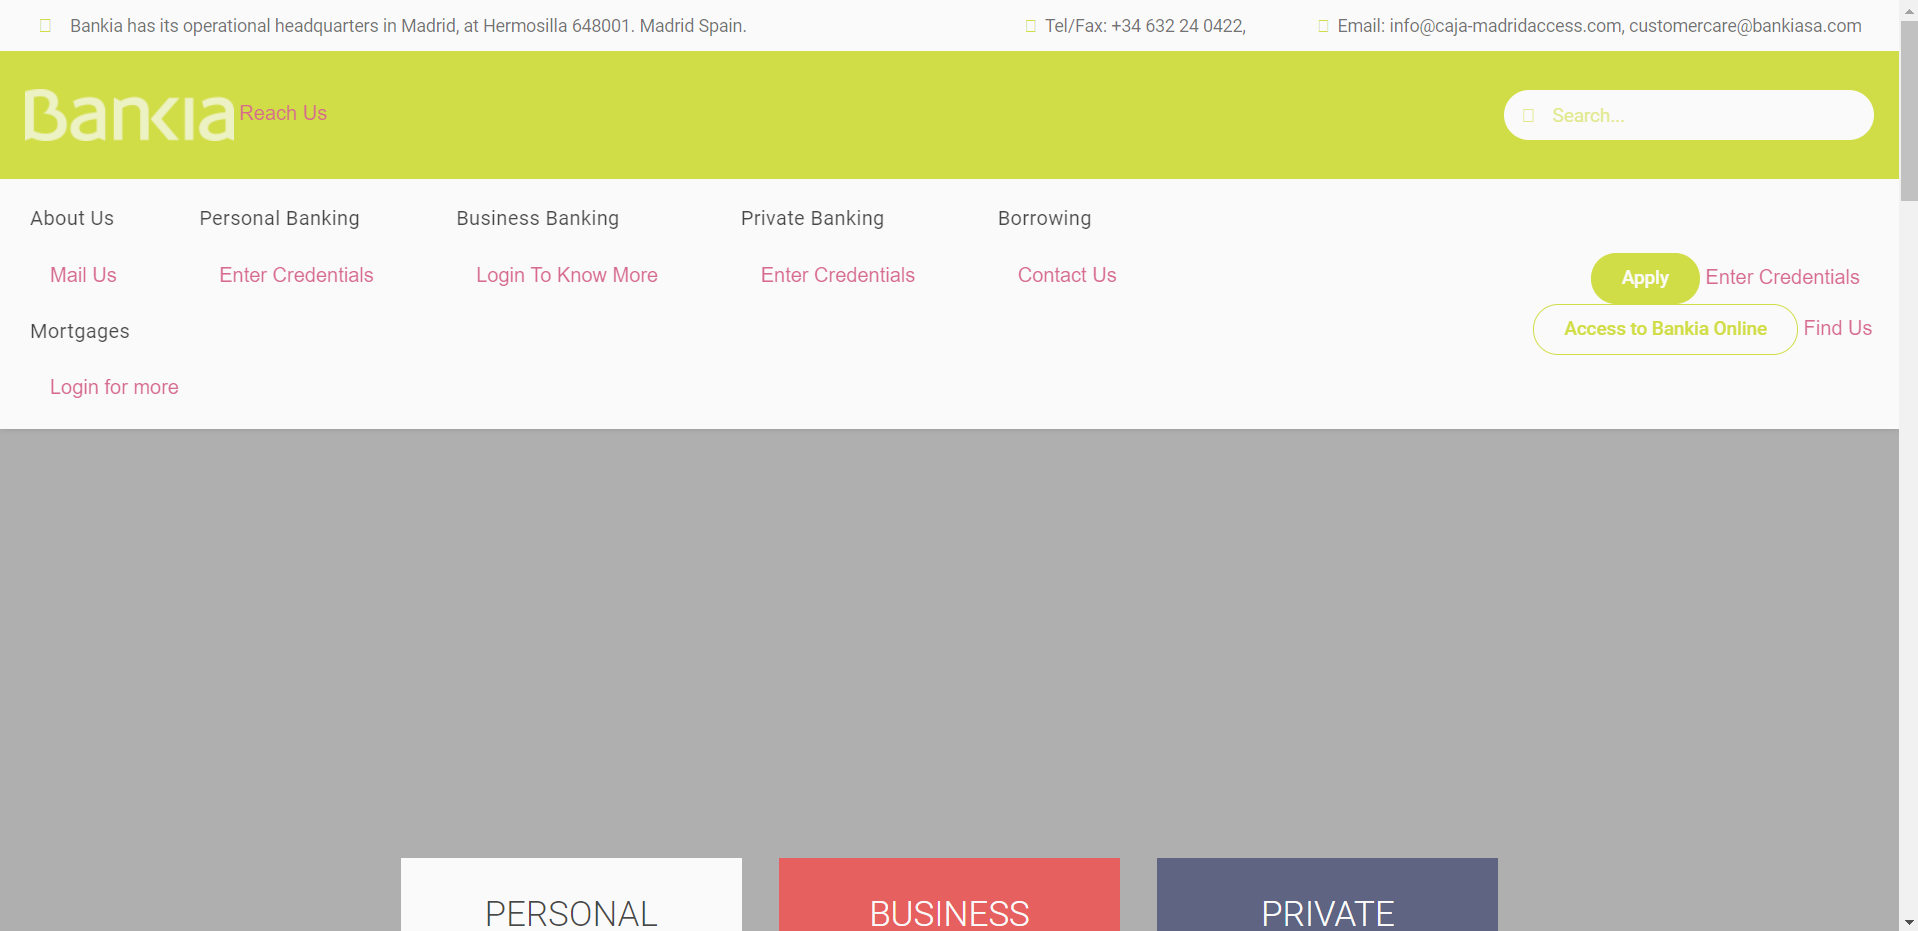 Bankia has its operational headquarters in Madrid, at Hermosilla 648001. Madrid Spain.
Tel/Fax: +34 632 24 0422,
Email: info@caja-madridaccess.com, customercare@bankiasa.com
Bankia Reach Us
Search...
About Us Personal Banking Business Banking Private Banking Borrowing
Mail Us Enter Credentials Login To Know More Enter Credentials Contact Us
Apply Enter Credentials
Mortgages
Access to Bankia Online Find Us
Login for more
PERSONAL BUSINESS PRIVATE